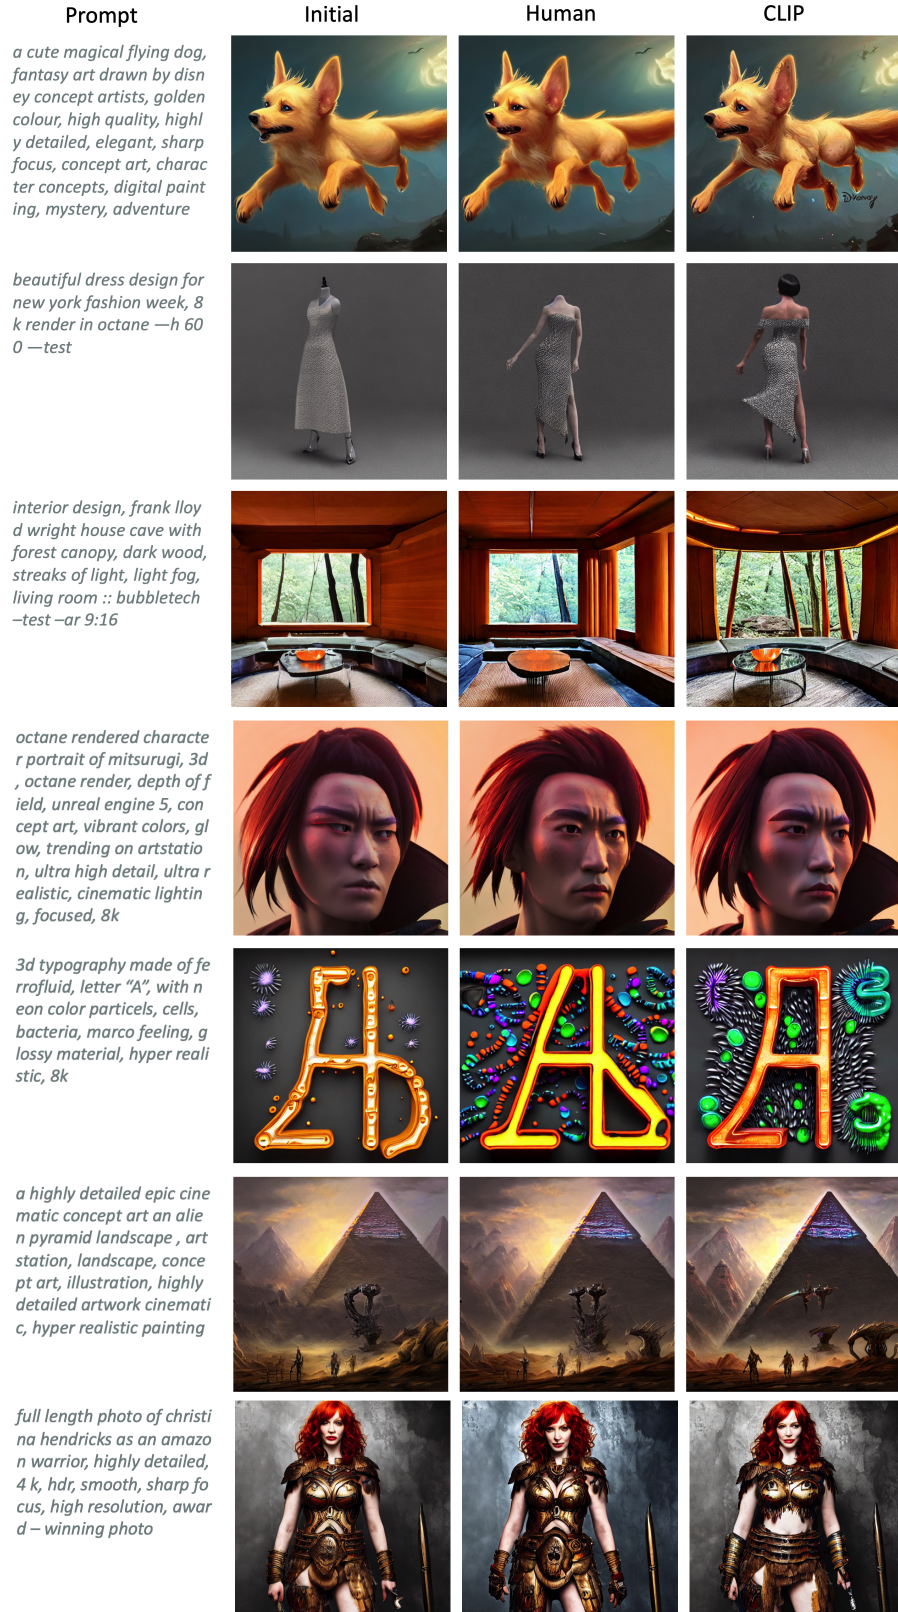 Prompt Initial Human CLIP
a cute magical flying dog,
fantasy art drawn by disn
ey concept artists, golden
colour, high quality, highl
y detailed, elegant, sharp
focus, concept art, charac
ter concepts, digital paint
ing, mystery, adventure
Disney
beautiful dress design for
new york fashion week, 8
k render in octane —h 60
0 —test
interior design, frank lloy
d wright house cave with
forest canopy, dark wood,
streaks of light, light fog,
living room :: bubbletech
–test –ar 9:16
octane rendered characte
r portrait of mitsurugi, 3d
, octane render, depth of f
ield, unreal engine 5, con
cept art, vibrant colors, gl
ow, trending on artstatio
n, ultra high detail, ultra r
ealistic, cinematic lightin
g, focused, 8k
3d typography made of fe
rrofluid, letter “A”, with n
eon color particels, cells,
bacteria, marco feeling, g
lossy material, hyper reali
stic, 8k
a highly detailed epic cine
matic concept art an alie
n pyramid landscape , art
station, landscape, conce
pt art, illustration, highly
detailed artwork cinemati
c, hyper realistic painting
full length photo of christi
na hendricks as an amazo
n warrior, highly detailed,
4 k, hdr, smooth, sharp fo
cus, high resolution, awar
d – winning photo